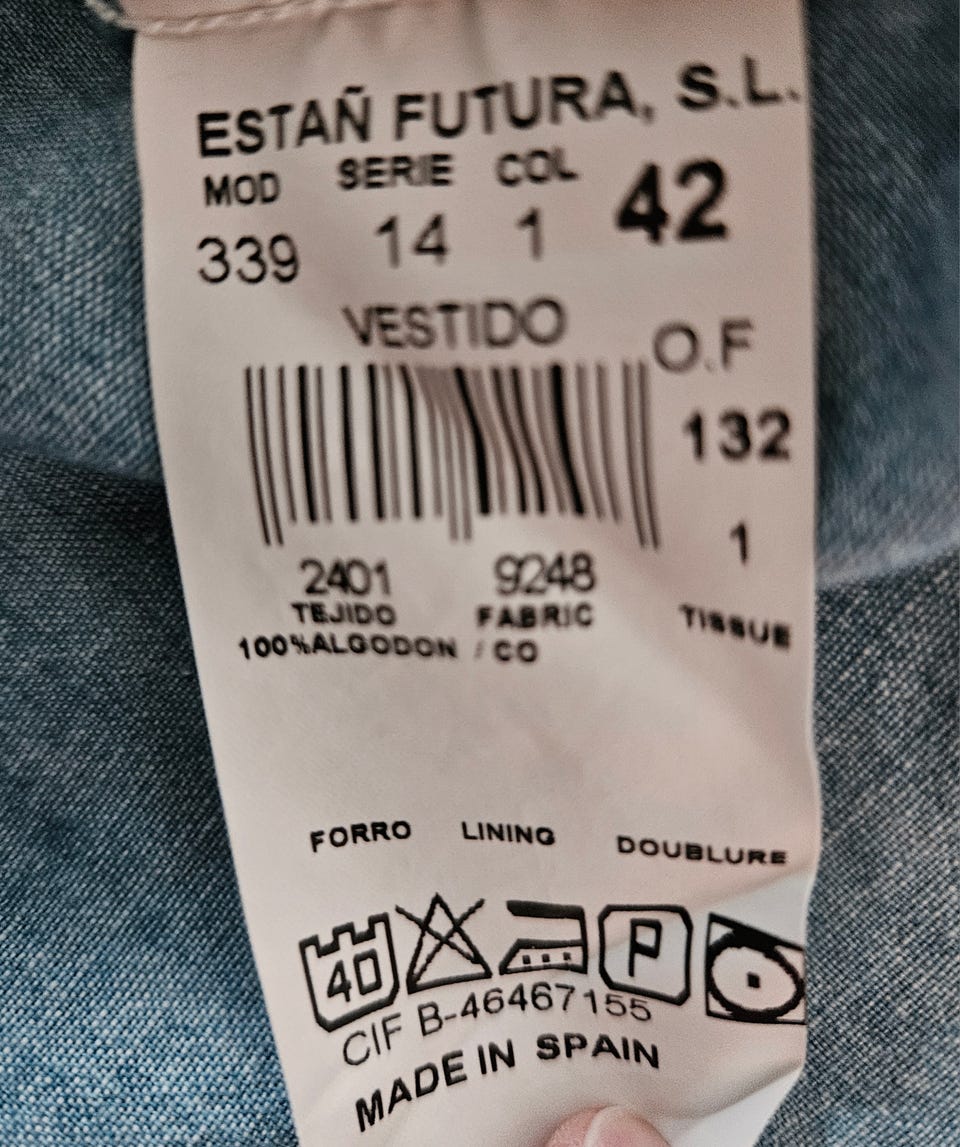 ESTAÑ FUTURA, S.L.
MOD SERIE COL 42
339 14 1
VESTIDO O.F
132
1
2401 9248
TEJIDO FABRIC TISSUE
100%ALGODON / CO
FORRO LINING DOUBLURE
40 P
CIF B-46467155
MADE IN SPAIN